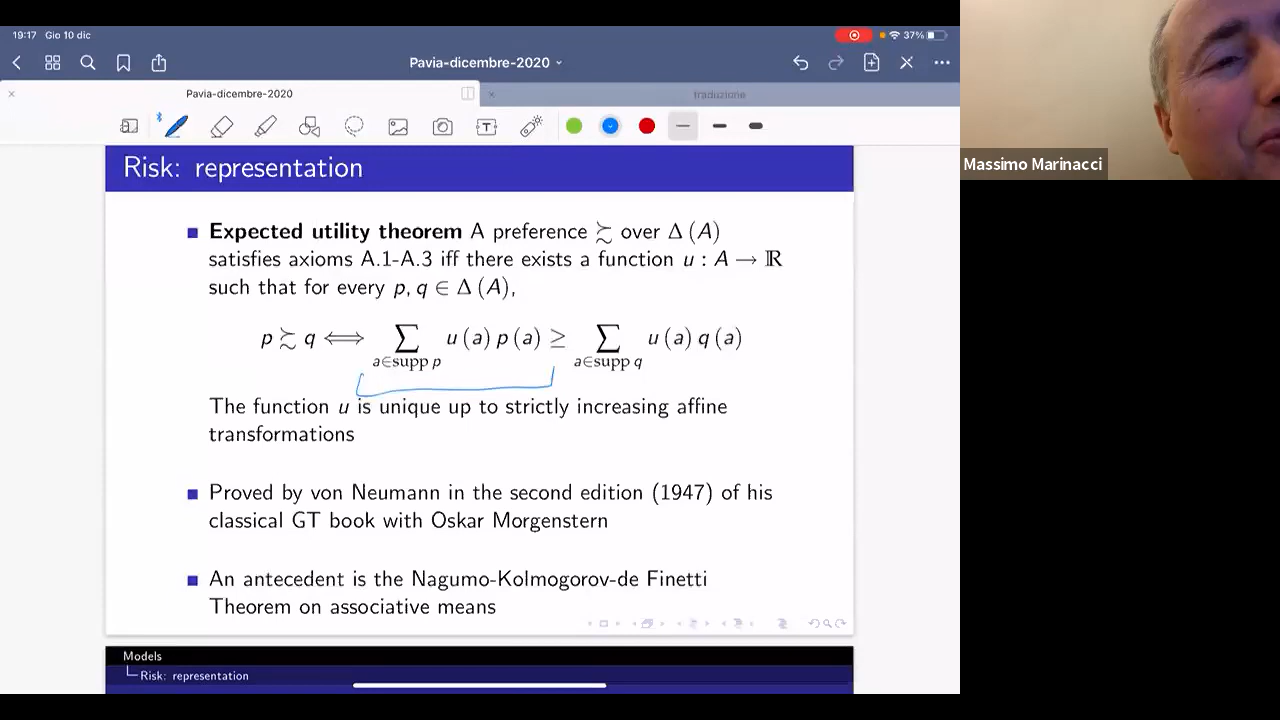 19:17 Gio 10 dic
37%
Pavia-dicembre-2020
Pavia-dicembre-2020
traduzione
Massimo Marinacci
Risk: representation
Expected utility theorem A preference ≿ over Δ (A)
satisfies axioms A.1-A.3 iff there exists a function u : A → ℝ
such that for every p, q ∈ Δ (A),
p ≿ q ⟺ ∑ u (a) p (a) ≥ ∑ u (a) q (a)
a∈supp p a∈supp q
The function u is unique up to strictly increasing affine
transformations
Proved by von Neumann in the second edition (1947) of his
classical GT book with Oskar Morgenstern
An antecedent is the Nagumo-Kolmogorov-de Finetti
Theorem on associative means
Models
Risk: representation